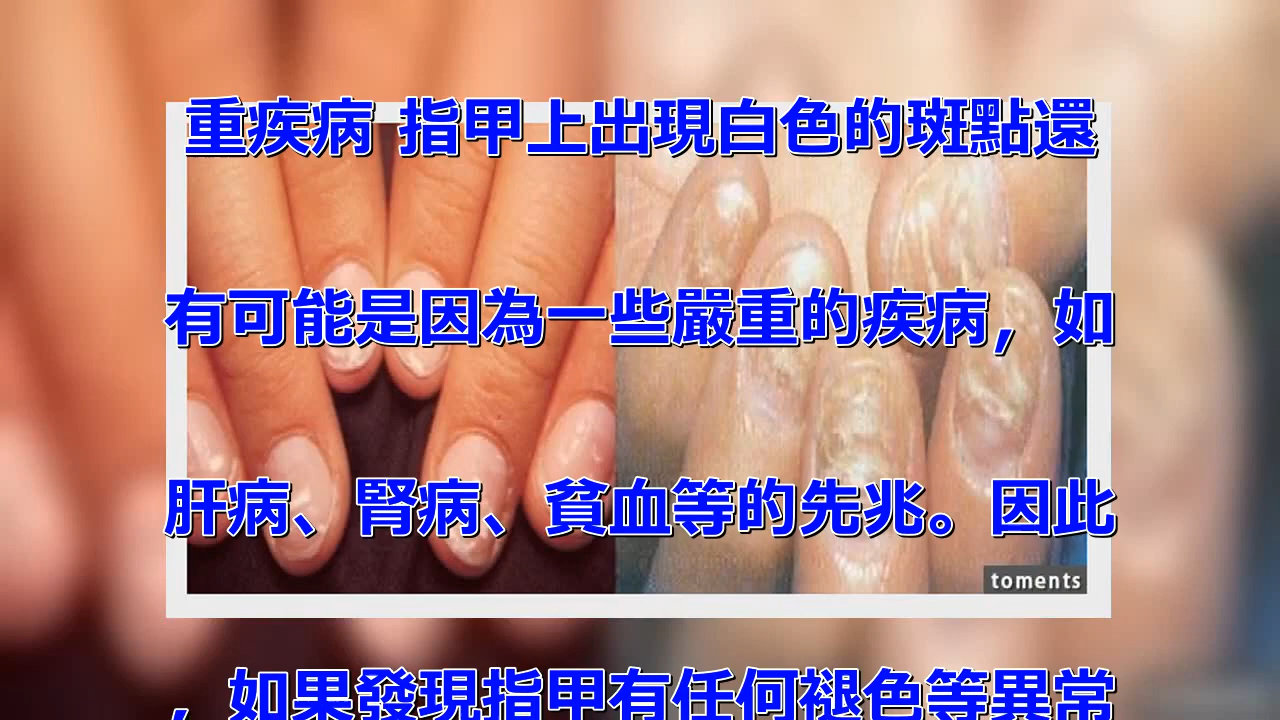 重疾病 指甲上出現白色的斑點還
有可能是因為一些嚴重的疾病，如
肝病、腎病、貧血等的先兆。因此
toments
，如果發現指甲有任何褪色等異常